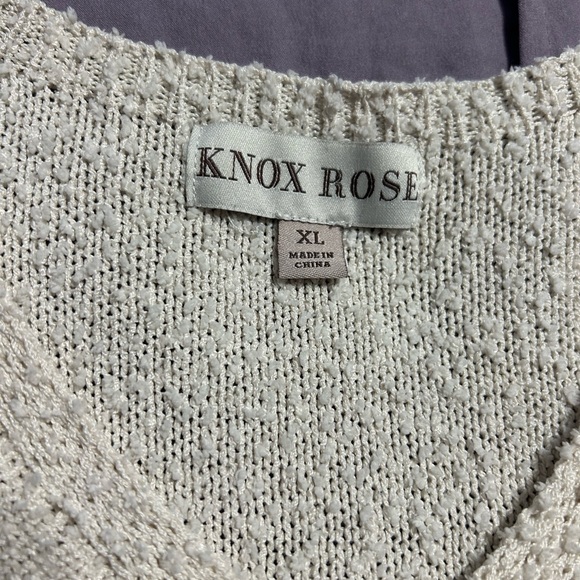 KNOX ROSE
XL
MADE IN
CHINA